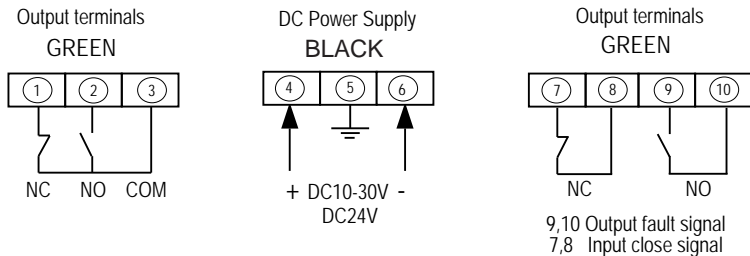 Output terminals
GREEN
1 2 3
NC NO COM
DC Power Supply
BLACK
4 5 6
+ DC10-30V -
DC24V
Output terminals
GREEN
7 8 9 10
NC NO
9,10 Output fault signal
7,8 Input close signal